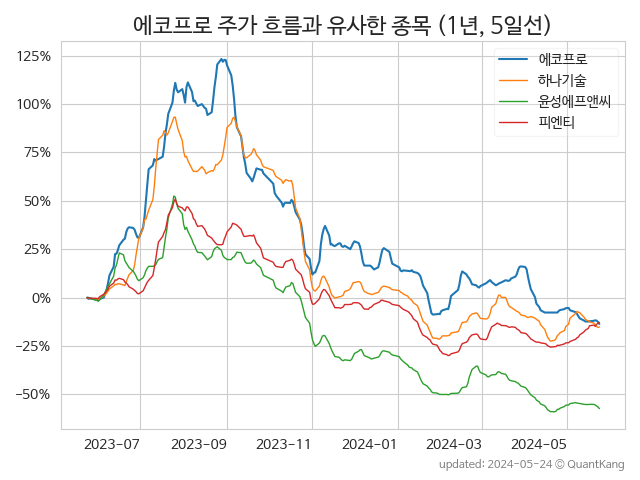 에코프로 주가 흐름과 유사한 종목 (1년, 5일선)
에코프로
하나기술
윤성에프앤씨
피엔티
125%
100%
75%
50%
25%
0%
−25%
−50%
2023-07
2023-09
2023-11
2024-01
2024-03
2024-05
updated: 2024-05-24 © QuantKang